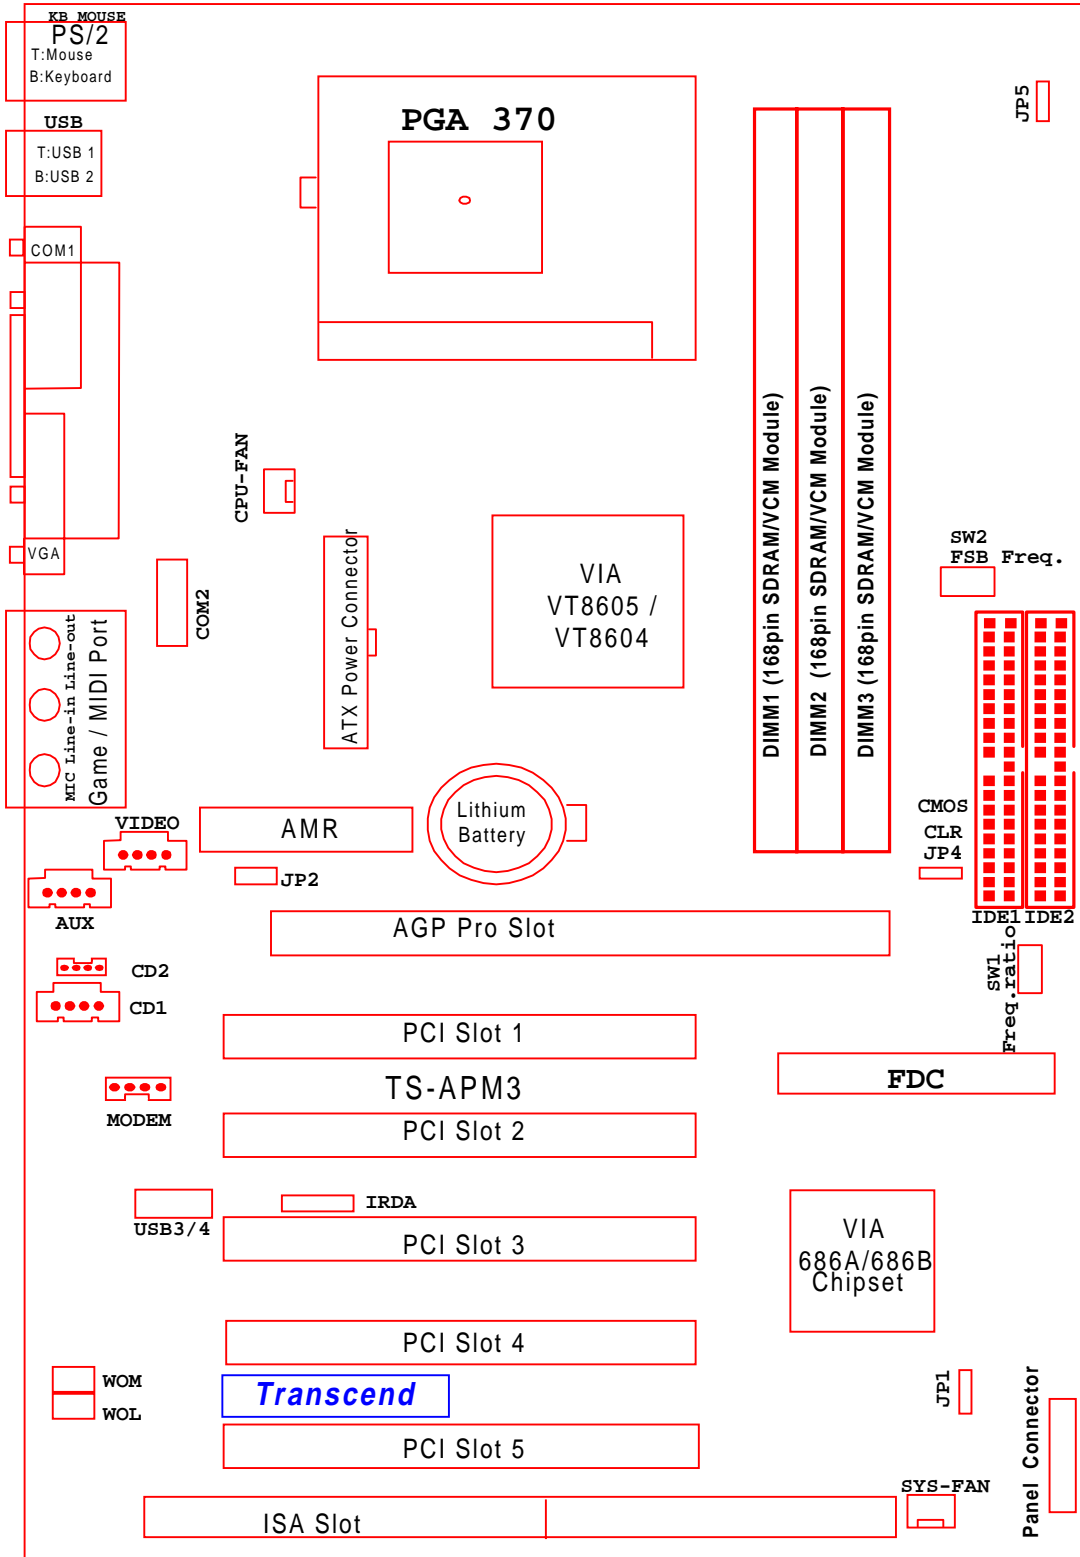 KB MOUSE
PS/2
T:Mouse
B:Keyboard
USB
T:USB 1
B:USB 2
COM1
VGA
PGA 370
JP5
DIMM1 (168pin SDRAM/VCM Module)
DIMM2 (168pin SDRAM/VCM Module)
DIMM3 (168pin SDRAM/VCM Module)
CPU-FAN
COM2
ATX Power Connector
VIA
VT8605 /
VT8604
SW2
FSB Freq.
MIC Line-in Line-out
Game / MIDI Port
VIDEO
AMR
Lithium
Battery
CMOS
CLR
JP4
JP2
AUX
AGP Pro Slot
IDE1
IDE2
CD2
CD1
SW1
Freq.ratio
PCI Slot 1
FDC
TS-APM3
MODEM
PCI Slot 2
IRDA
USB3/4
PCI Slot 3
VIA
686A/686B
Chipset
PCI Slot 4
WOM
WOL
Transcend
JP1
Panel Connector
PCI Slot 5
SYS-FAN
ISA Slot